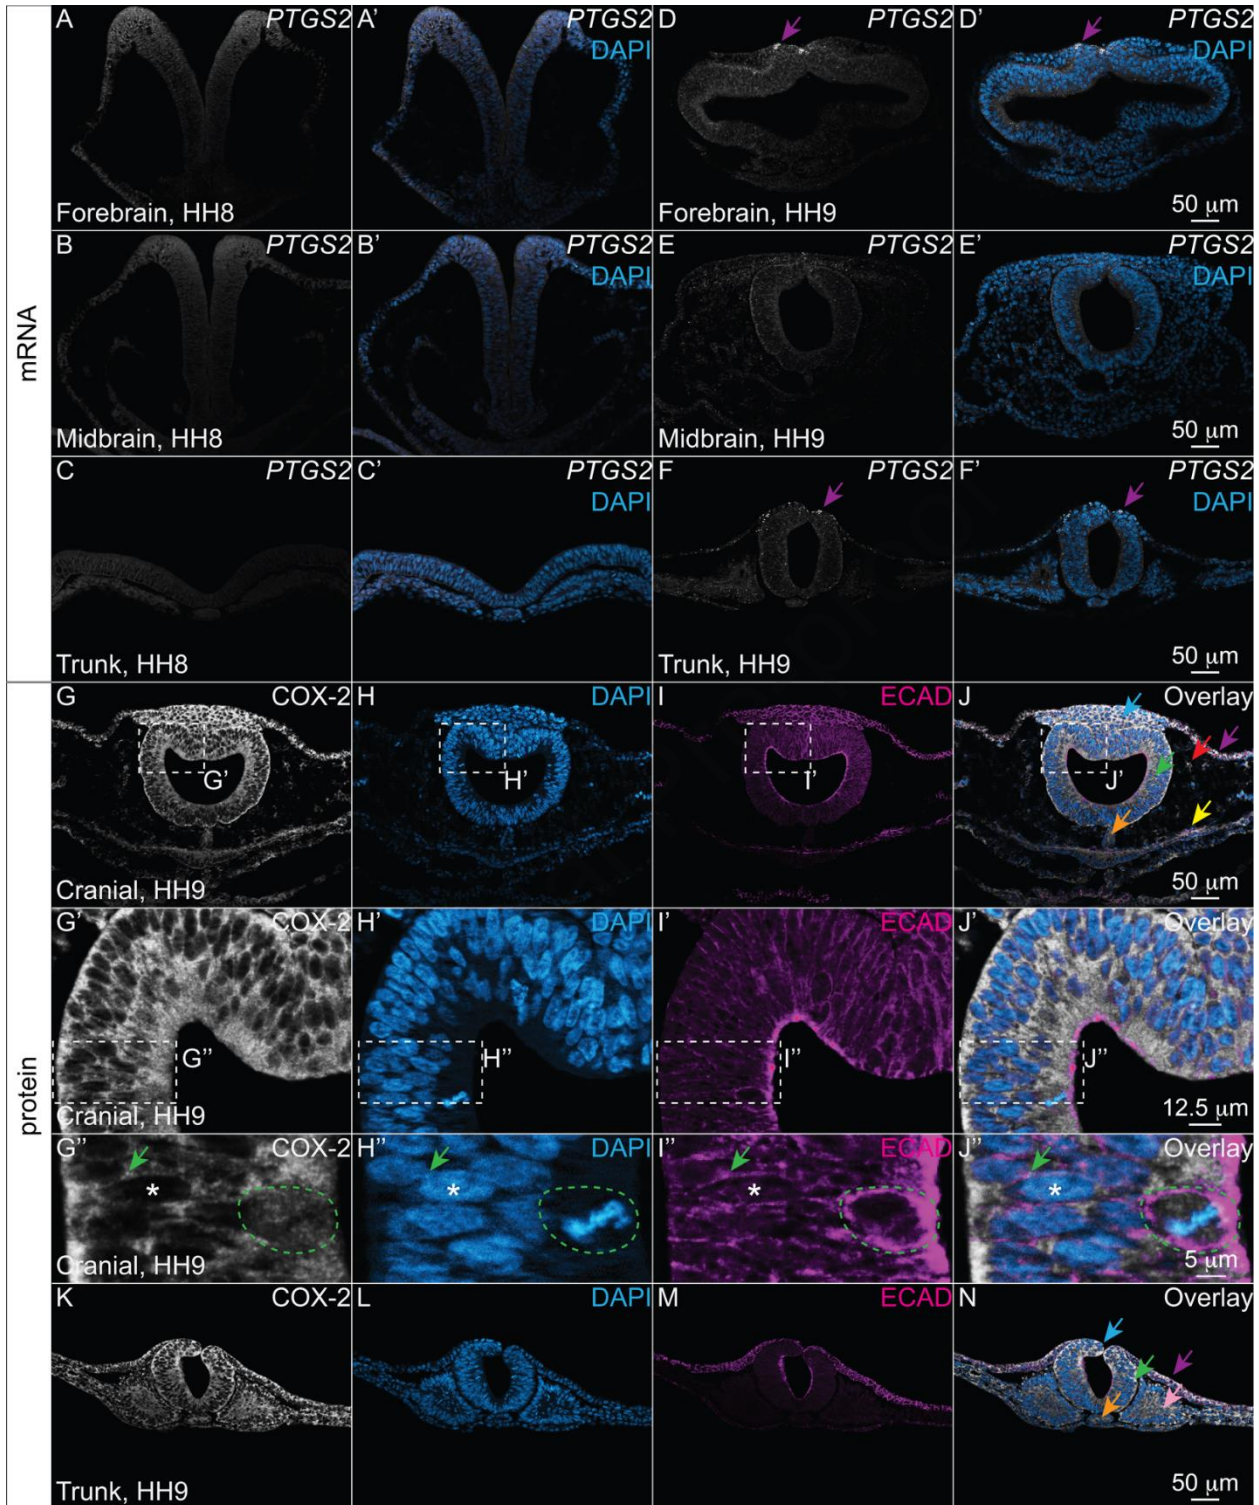 mRNA
A PTGS2
Forebrain, HH8
A' PTGS2
DAPI
D PTGS2
Forebrain, HH9
D' PTGS2
DAPI
50 μm
B PTGS2
Midbrain, HH8
B' PTGS2
DAPI
E PTGS2
Midbrain, HH9
E' PTGS2
DAPI
50 μm
C PTGS2
Trunk, HH8
C' PTGS2
DAPI
F PTGS2
Trunk, HH9
F' PTGS2
DAPI
50 μm
protein
G COX-2
G'
Cranial, HH9
H DAPI
H'
I ECAD
I'
J Overlay
J'
50 μm
G' COX-2
G''
Cranial, HH9
H' DAPI
H''
I' ECAD
I''
J' Overlay
J''
12.5 μm
G'' COX-2
*
Cranial, HH9
H'' DAPI
*
I'' ECAD
*
J'' Overlay
*
5 μm
K COX-2
Trunk, HH9
L DAPI
M ECAD
N Overlay
50 μm